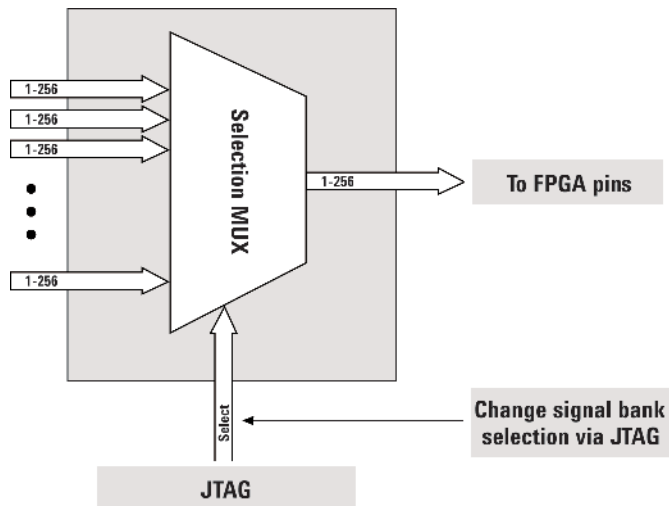 1-256
1-256
1-256
1-256
Selection MUX
1-256
To FPGA pins
Select
Change signal bank
selection via JTAG
JTAG